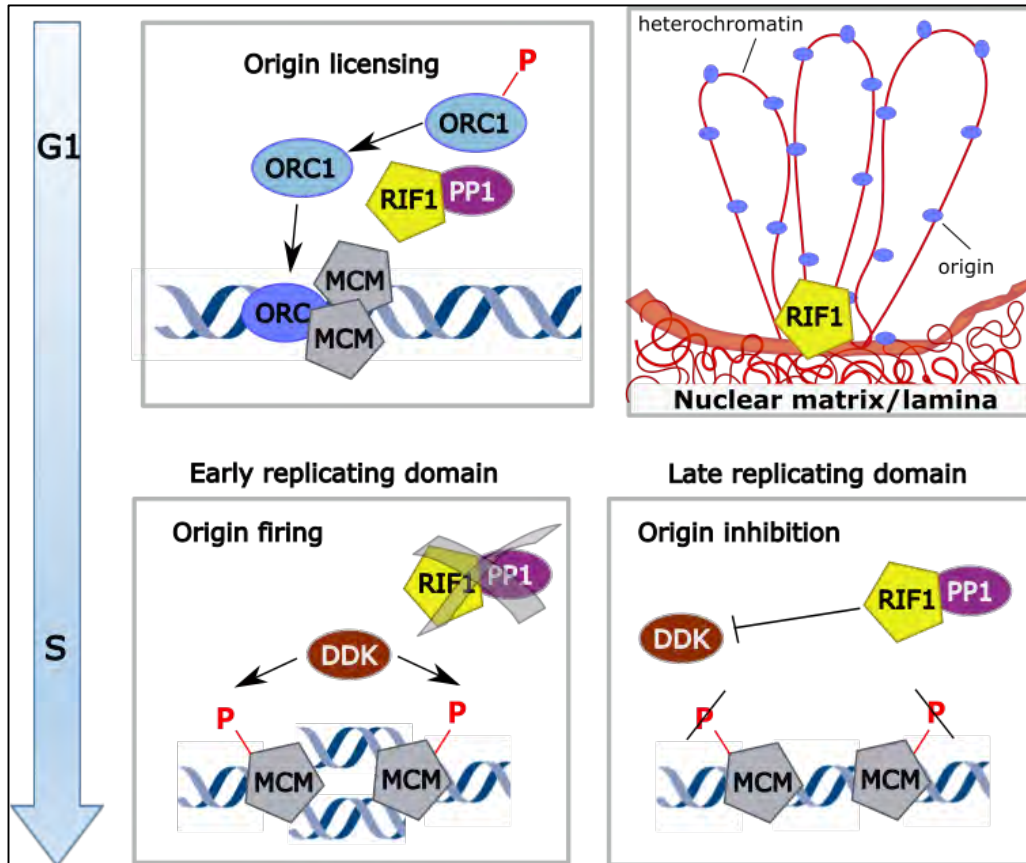 G1
Origin licensing
P
ORC1
ORC1
RIF1
PP1
MCM
ORC
MCM
heterochromatin
origin
RIF1
Nuclear matrix/lamina
S
Early replicating domain
Origin firing
RIF1
PP1
DDK
P
P
MCM
MCM
Late replicating domain
Origin inhibition
RIF1
PP1
DDK
P
P
MCM
MCM